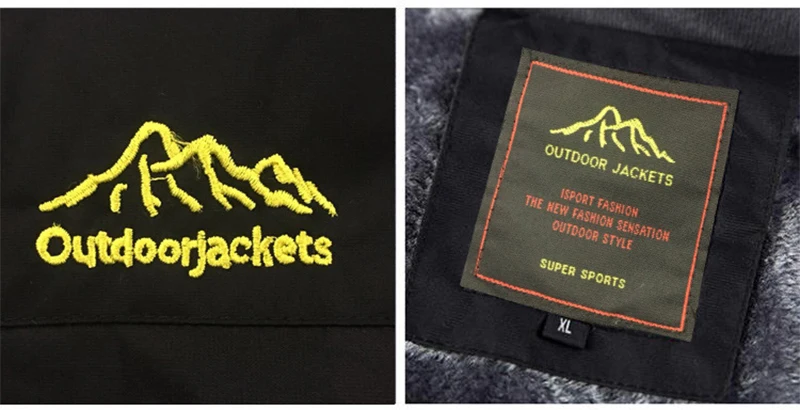 Outdoorjackets
OUTDOOR JACKETS
ISPORT FASHION
THE NEW FASHION SENSATION
OUTDOOR STYLE
SUPER SPORTS
XL